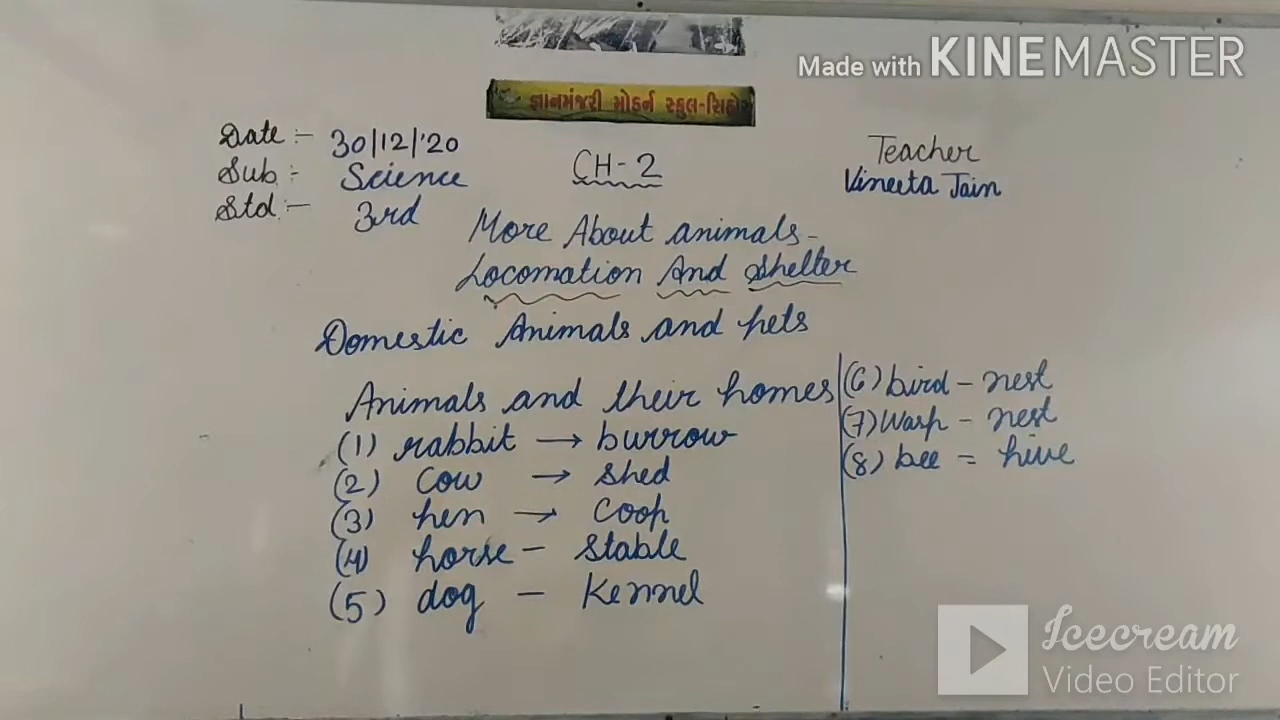 Made with KINEMASTER
જ્ઞાનમંજરી મોડર્ન સ્કુલ-સિહોર
Date :- 30/12/'20
Sub :- Science
Std :- 3rd
CH-2
Teacher
Vineeta Jain
More About animals-
Locomation And Shelter
Domestic Animals and pets
Animals and their homes
(1) rabbit → burrow
(2) Cow → shed
(3) hen → Coop
(4) horse - stable
(5) dog - Kennel
(6) bird - nest
(7) Wasp - nest
(8) bee = hive
Icecream
Video Editor